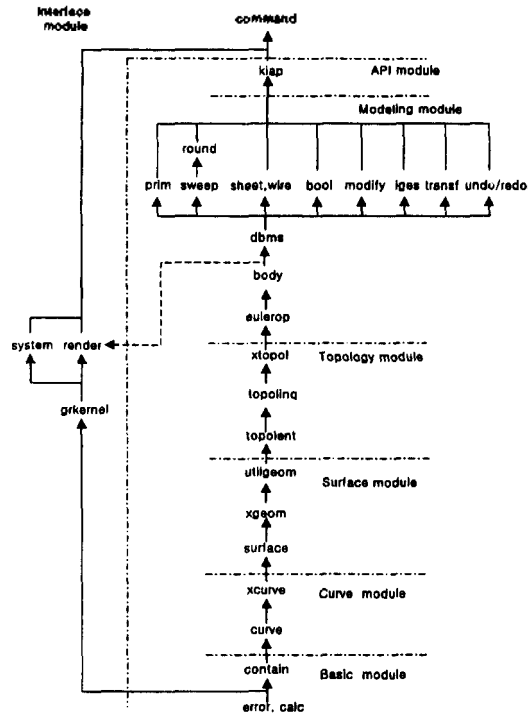 Interface
module
command
kiap
API module
Modeling module
round
prim sweep sheet,wire bool modify iges transf undo/redo
dbms
body
eulerop
system render
xtopol
Topology module
topolinq
grkernel
topolent
utilgeom
Surface module
xgeom
surface
xcurve
Curve module
curve
contain
Basic module
error, calc